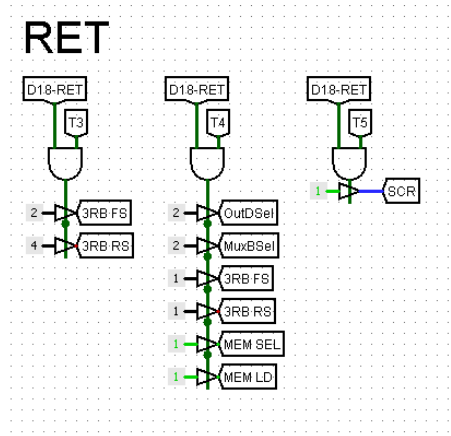 RET
D18-RET D18-RET D18-RET
T3 T4 T5
1 SCR
2 3RB FS 2 OutDSel
4 3RB RS 2 MuxBSel
1 3RB FS
1 3RB RS
1 MEM SEL
1 MEM LD